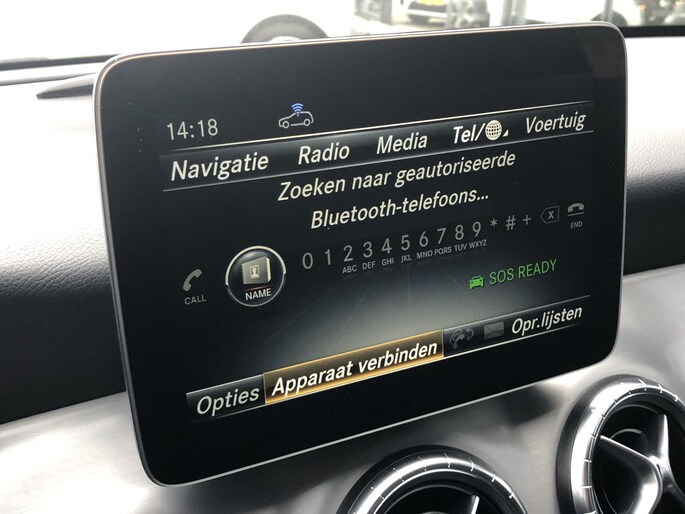 14:18
Navigatie Radio Media Tel/ Voertuig
Zoeken naar geautoriseerde
Bluetooth-telefoons...
0 1 2 3 4 5 6 7 8 9 * # +
ABC DEF GHI JKL MNO PQRS TUV WXYZ
END
CALL
NAME
SOS READY
Opties Apparaat verbinden Opr.lijsten